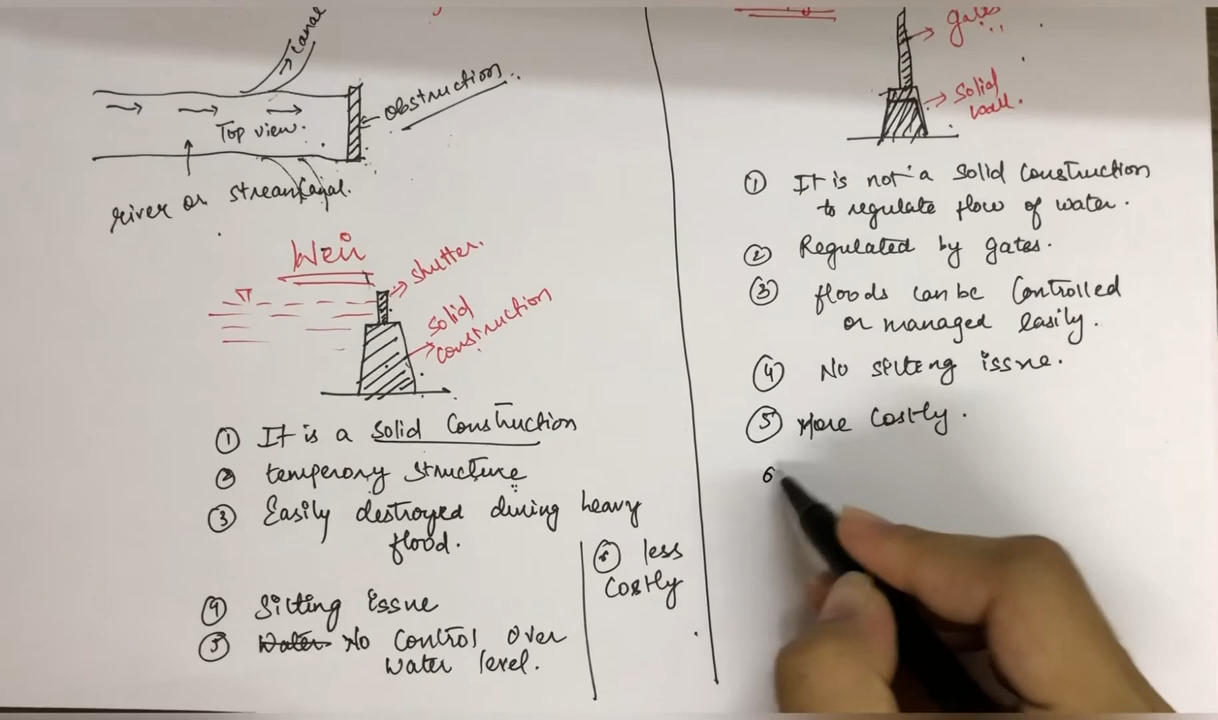 canal
obstruction
Top view.
river or stream
Canal.
Weir
shutter.
solid
construction
① It is a solid construction
② temperory structure
③ Easily destroyed during heavy
flood.
④ silting issue
⑤ Water No control over
water level.
⑥ less
costly
gates
solid
wall.
① It is not a solid construction
to regulate flow of water.
② Regulated by gates.
③ floods can be controlled
or managed easily.
④ No silting issue.
⑤ More costly.
6